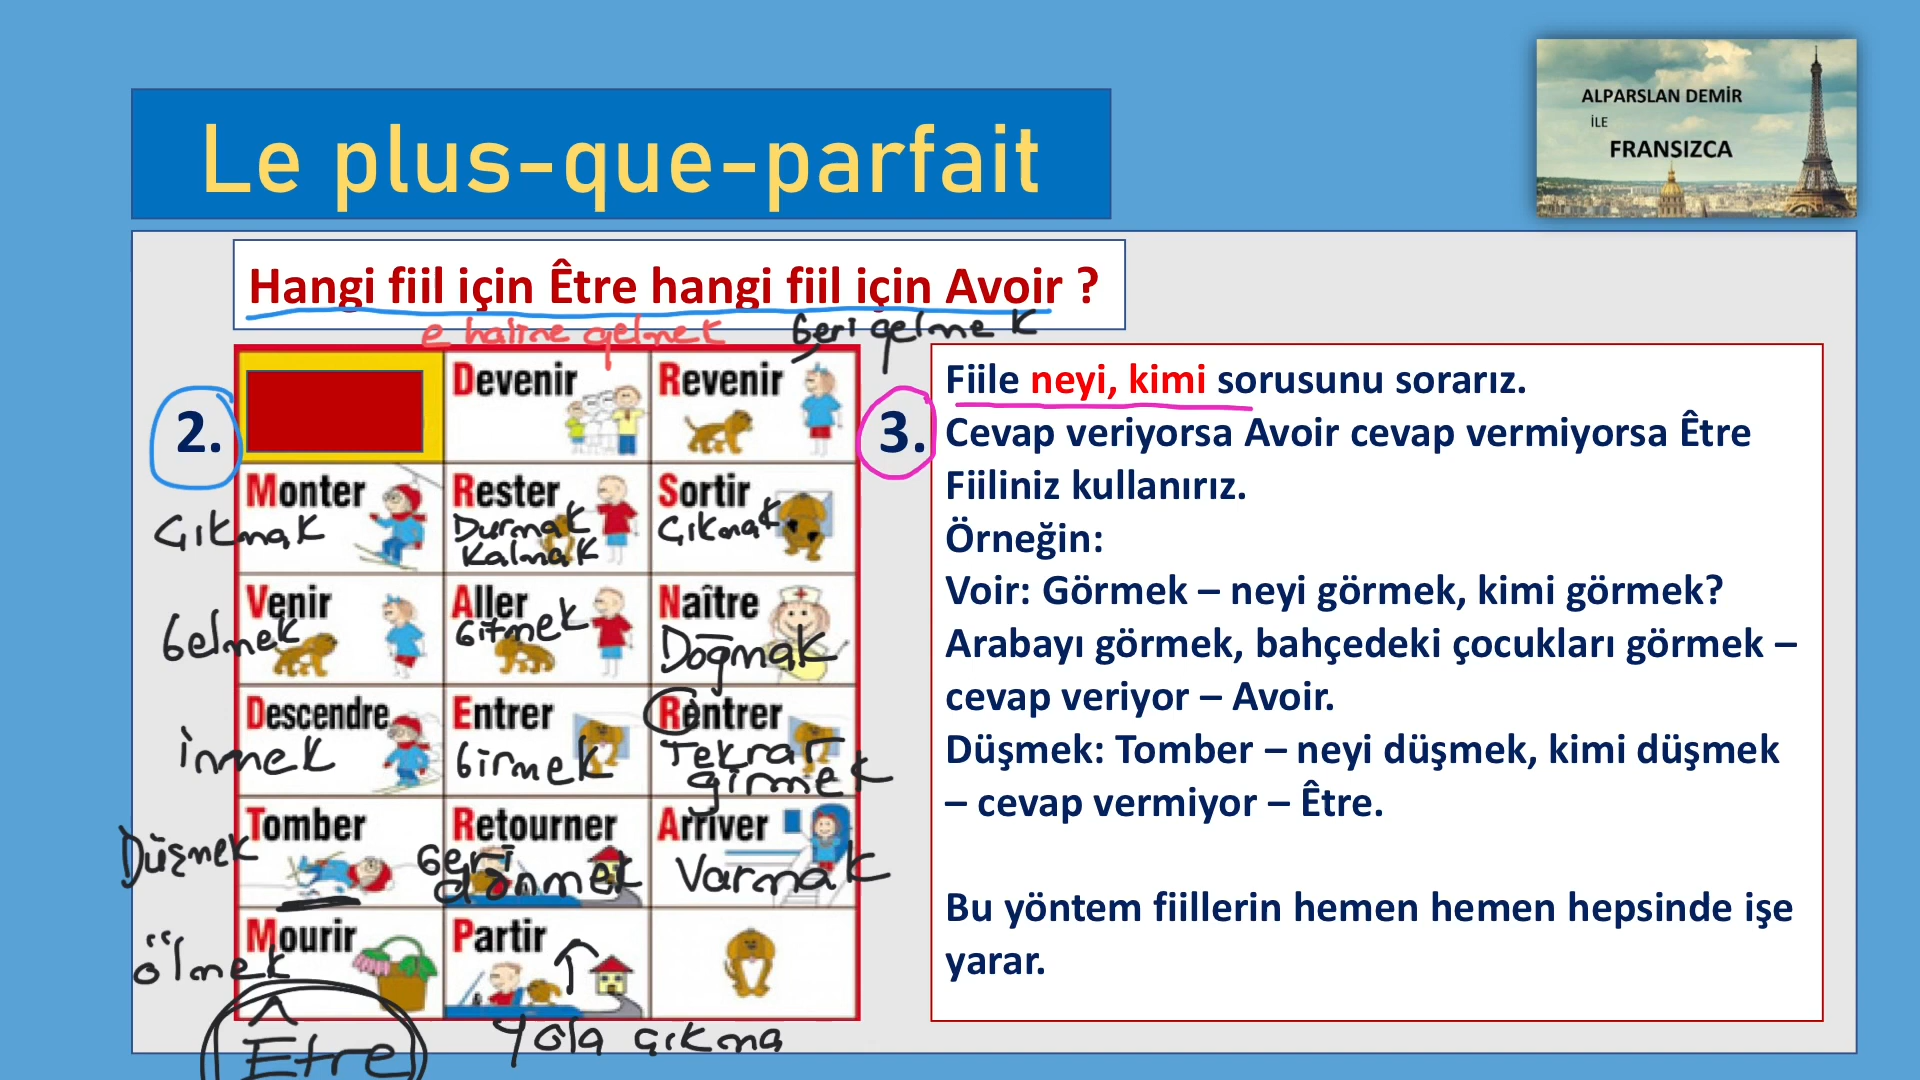 ALPARSLAN DEMİR
İLE
FRANSIZCA
Le plus-que-parfait
Hangi fiil için Être hangi fiil için Avoir ?
e haline gelmek
Geri gelmek
2.
Devenir
Revenir
Monter
Çıkmak
Rester
Durmak
Kalmak
Sortir
Çıkmak
Venir
Gelmek
Aller
Gitmek
Naître
Doğmak
Descendre
İnmek
Entrer
Girmek
Rentrer
Tekrar
girmek
Tomber
Düşmek
Retourner
Geri
dönmek
Arriver
Varmak
Mourir
ölmek
Partir
Être
Yola çıkma
3.
Fiile neyi, kimi sorusunu sorarız.
Cevap veriyorsa Avoir cevap vermiyorsa Être
Fiiliniz kullanırız.
Örneğin:
Voir: Görmek – neyi görmek, kimi görmek?
Arabayı görmek, bahçedeki çocukları görmek –
cevap veriyor – Avoir.
Düşmek: Tomber – neyi düşmek, kimi düşmek
– cevap vermiyor – Être.
Bu yöntem fiillerin hemen hemen hepsinde işe
yarar.